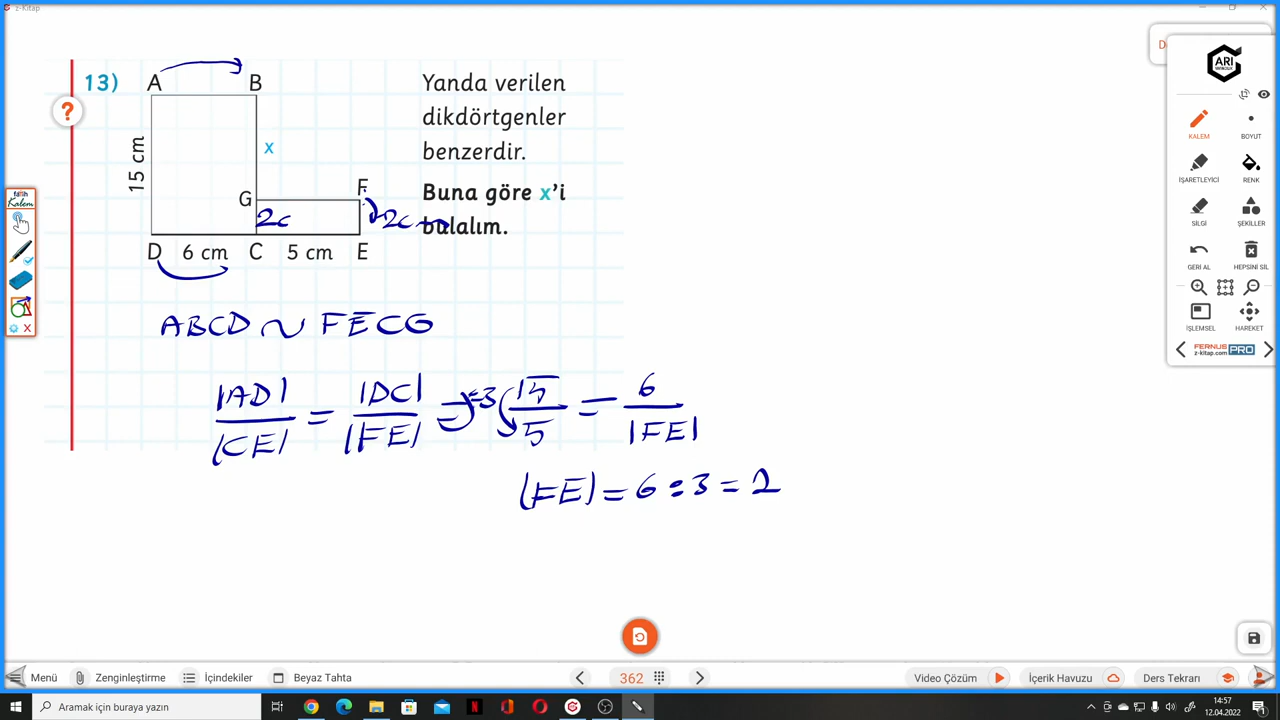 z-Kitap
13)
A
B
15 cm
x
G
F
2c
2c
D
6 cm
C
5 cm
E
Yanda verilen
dikdörtgenler
benzerdir.
Buna göre x'i
bulalım.
ABCD ~ FECG
|AD| / |CE| = |DC| / |FE| ⇒ ÷3 ( 15 / 5 = 6 / |FE|
|FE| = 6 : 3 = 2
?
fatih
Kalem
ARI
KALEM
BOYUT
İŞARETLEYİCİ
RENK
SİLGİ
ŞEKİLLER
GERİ AL
HEPSİNİ SİL
İŞLEMSEL
HAREKET
FERNUS
z-kitap.com PRO
Menü
Zenginleştirme
İçindekiler
Beyaz Tahta
362
Video Çözüm
İçerik Havuzu
Ders Tekrarı
Aramak için buraya yazın
14:57
12.04.2022